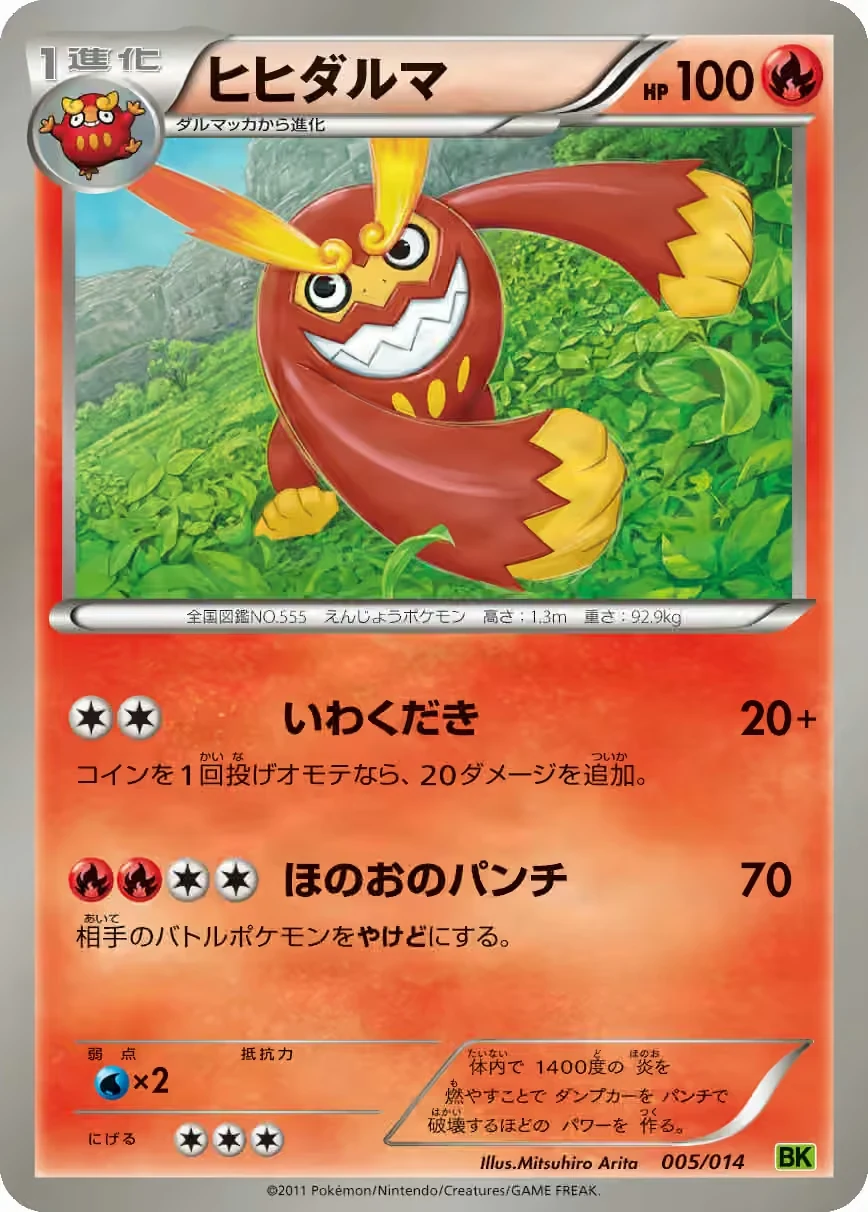 1進化
ヒヒダルマ
HP 100
ダルマッカから進化
全国図鑑NO.555 えんじょうポケモン 高さ：1.3m 重さ：92.9kg
いわくだき 20+
コインを1回投げオモテなら、20ダメージを追加。
ほのおのパンチ 70
相手のバトルポケモンをやけどにする。
弱点 抵抗力
×2
にげる
体内で 1400度の 炎を
燃やすことで ダンプカーを パンチで
破壊するほどの パワーを 作る。
Illus.Mitsuhiro Arita 005/014 BK
©2011 Pokémon/Nintendo/Creatures/GAME FREAK.